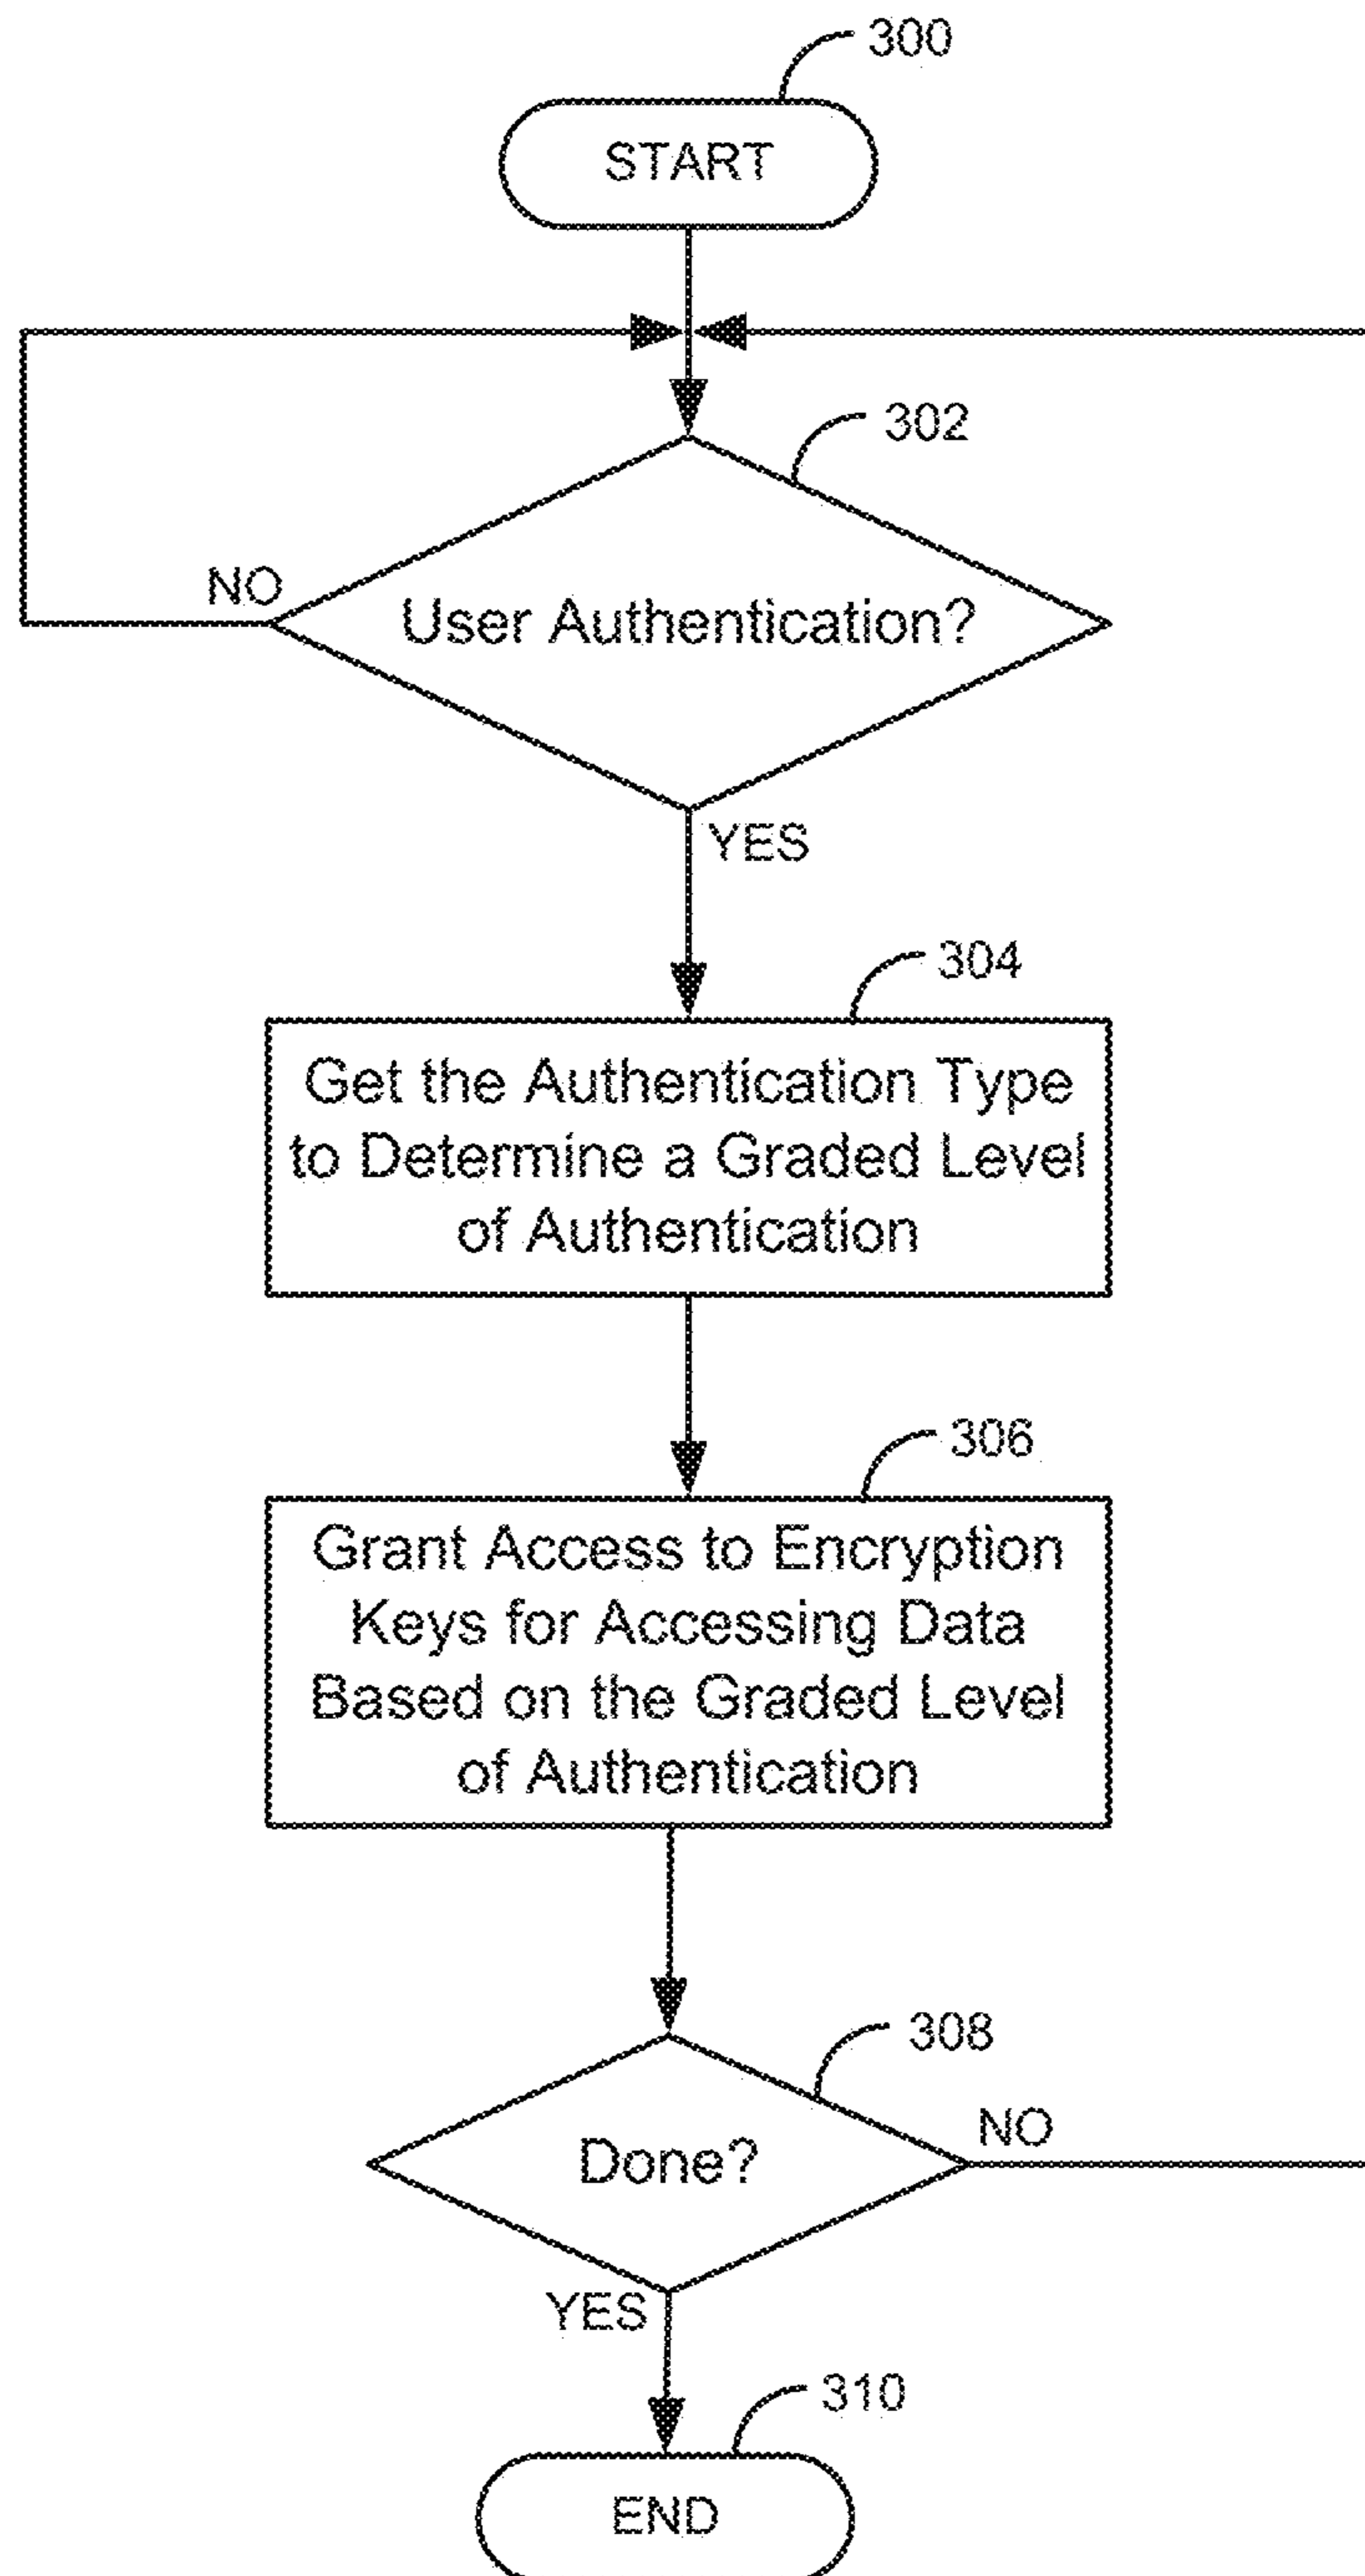 300
START
302
NO
User Authentication?
YES
304
Get the Authentication Type
to Determine a Graded Level
of Authentication
306
Grant Access to Encryption
Keys for Accessing Data
Based on the Graded Level
of Authentication
308
NO
Done?
YES
310
END